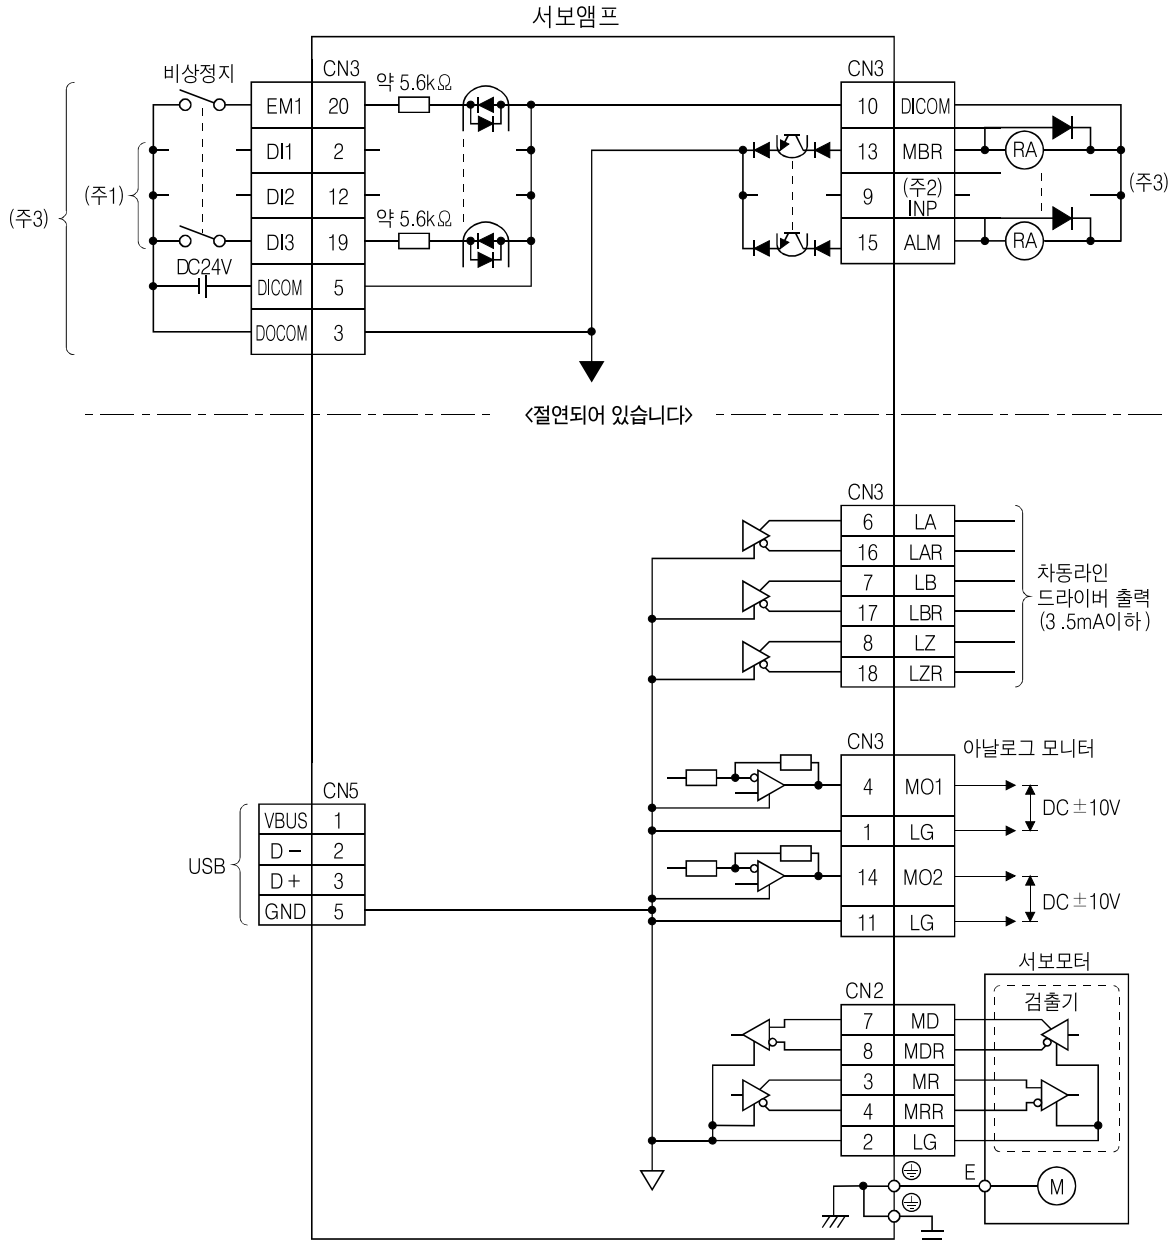 서보앰프
비상정지
CN3
약 5.6kΩ
CN3
EM1 20
10 DICOM
DI1 2
13 MBR
RA
(주1)
DI2 12
9 (주2) INP
(주3)
(주3)
약 5.6kΩ
DI3 19
15 ALM
RA
DC24V
DICOM 5
DOCOM 3
<절연되어 있습니다>
CN3
6 LA
16 LAR
7 LB
17 LBR
8 LZ
18 LZR
차동라인
드라이버 출력
(3 .5mA이하)
CN3
아날로그 모니터
4 MO1
DC±10V
1 LG
14 MO2
DC±10V
11 LG
CN5
USB
VBUS 1
D− 2
D+ 3
GND 5
서보모터
CN2
검출기
7 MD
8 MDR
3 MR
4 MRR
2 LG
E
M